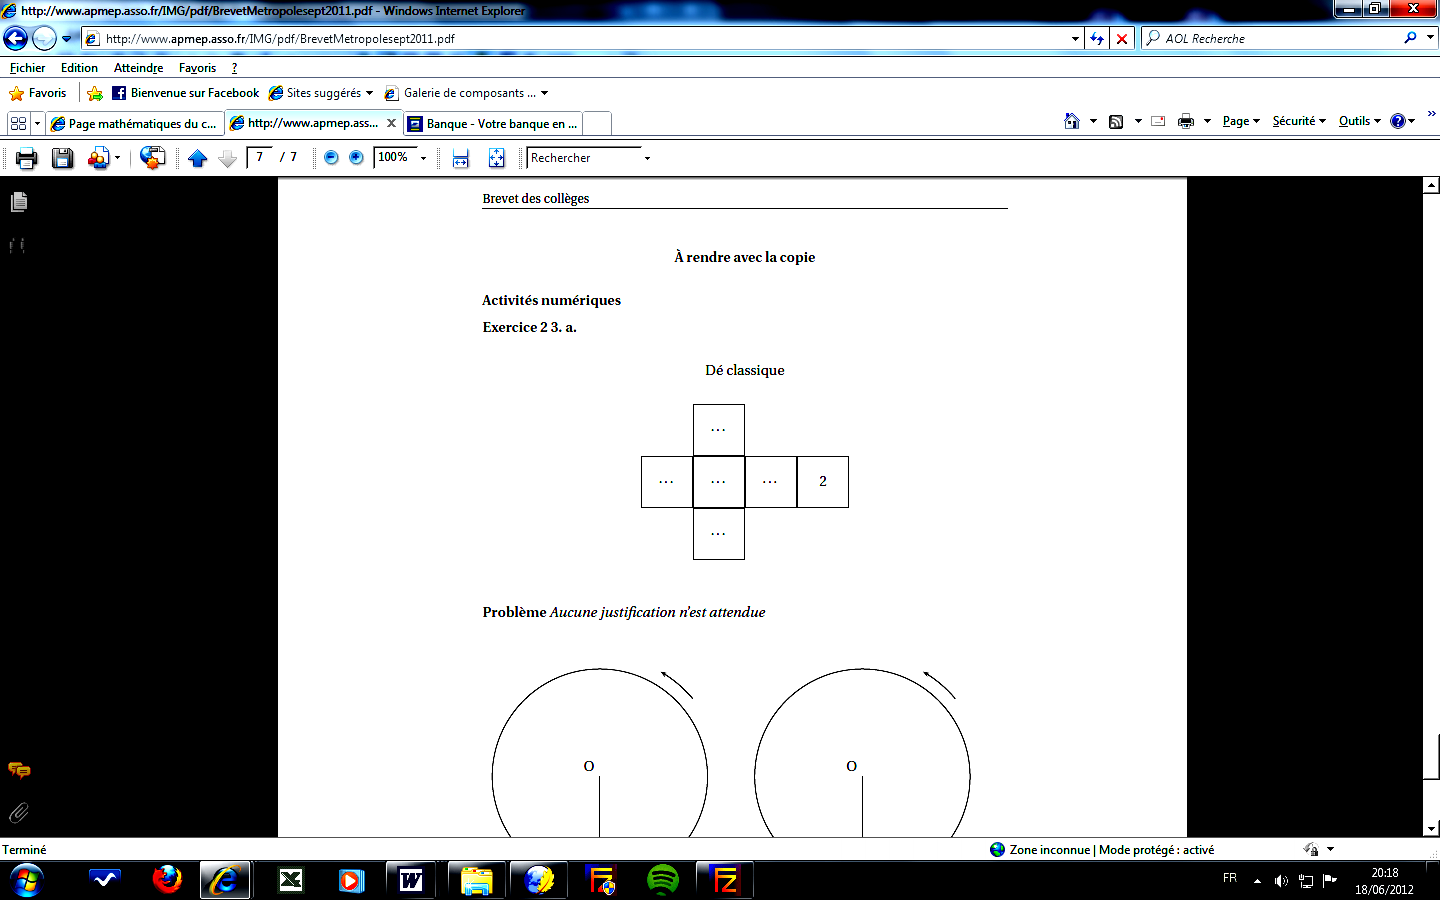 http://www.apmep.asso.fr/IMG/pdf/BrevetMetropolesept2011.pdf - Windows Internet Explorer
http://www.apmep.asso.fr/IMG/pdf/BrevetMetropolesept2011.pdf
AOL Recherche
Fichier Edition Atteindre Favoris ?
Favoris Bienvenue sur Facebook Sites suggérés Galerie de composants ...
Page mathématiques du c... http://www.apmep.ass... X Banque - Votre banque en ... Page Sécurité Outils »
7 / 7 100% Rechercher
Brevet des collèges
À rendre avec la copie
Activités numériques
Exercice 2 3. a.
Dé classique
...
... ... ... 2
...
Problème Aucune justification n'est attendue
O O
Terminé Zone inconnue | Mode protégé : activé
FR 20:18
18/06/2012